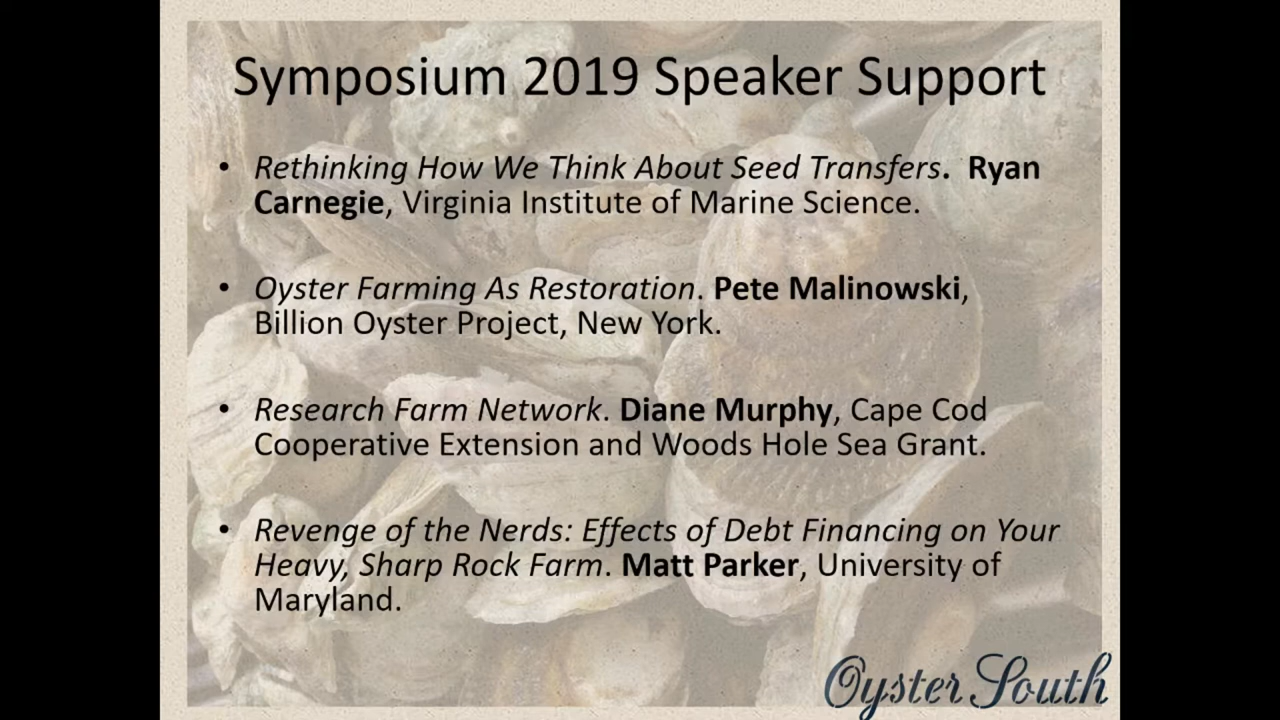 Symposium 2019 Speaker Support
• Rethinking How We Think About Seed Transfers. Ryan
Carnegie, Virginia Institute of Marine Science.
• Oyster Farming As Restoration. Pete Malinowski,
Billion Oyster Project, New York.
• Research Farm Network. Diane Murphy, Cape Cod
Cooperative Extension and Woods Hole Sea Grant.
• Revenge of the Nerds: Effects of Debt Financing on Your
Heavy, Sharp Rock Farm. Matt Parker, University of
Maryland.
Oyster South